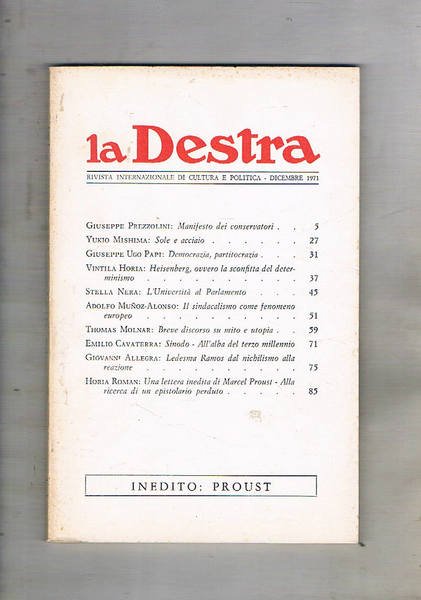 la Destra
RIVISTA INTERNAZIONALE DI CULTURA E POLITICA - DICEMBRE 1971
GIUSEPPE PREZZOLINI: Manifesto dei conservatori . . 5
YUKIO MISHIMA: Sole e acciaio . . . . . . 27
GIUSEPPE UGO PAPI: Democrazia, partitocrazia . . . 31
VINTILA HORIA: Heisenberg, ovvero la sconfitta del deter-
minismo . . . . . . . . . . 37
STELLA NERA: L'Univertità al Parlamento . . . 45
ADOLFO MUÑOZ-ALONSO: Il sindacalismo come fenomeno
europeo . . . . . . . . . . 51
THOMAS MOLNAR: Breve discorso su mito e utopia . . 59
EMILIO CAVATERRA: Sinodo - All'alba del terzo millennio 71
GIOVANNI ALLEGRA: Ledesma Ramos dal nichilismo alla
reazione . . . . . . . . . . 75
HORIA ROMAN: Una lettera inedita di Marcel Proust - Alla
ricerca di un epistolario perduto . . . . . 85
INEDITO: PROUST